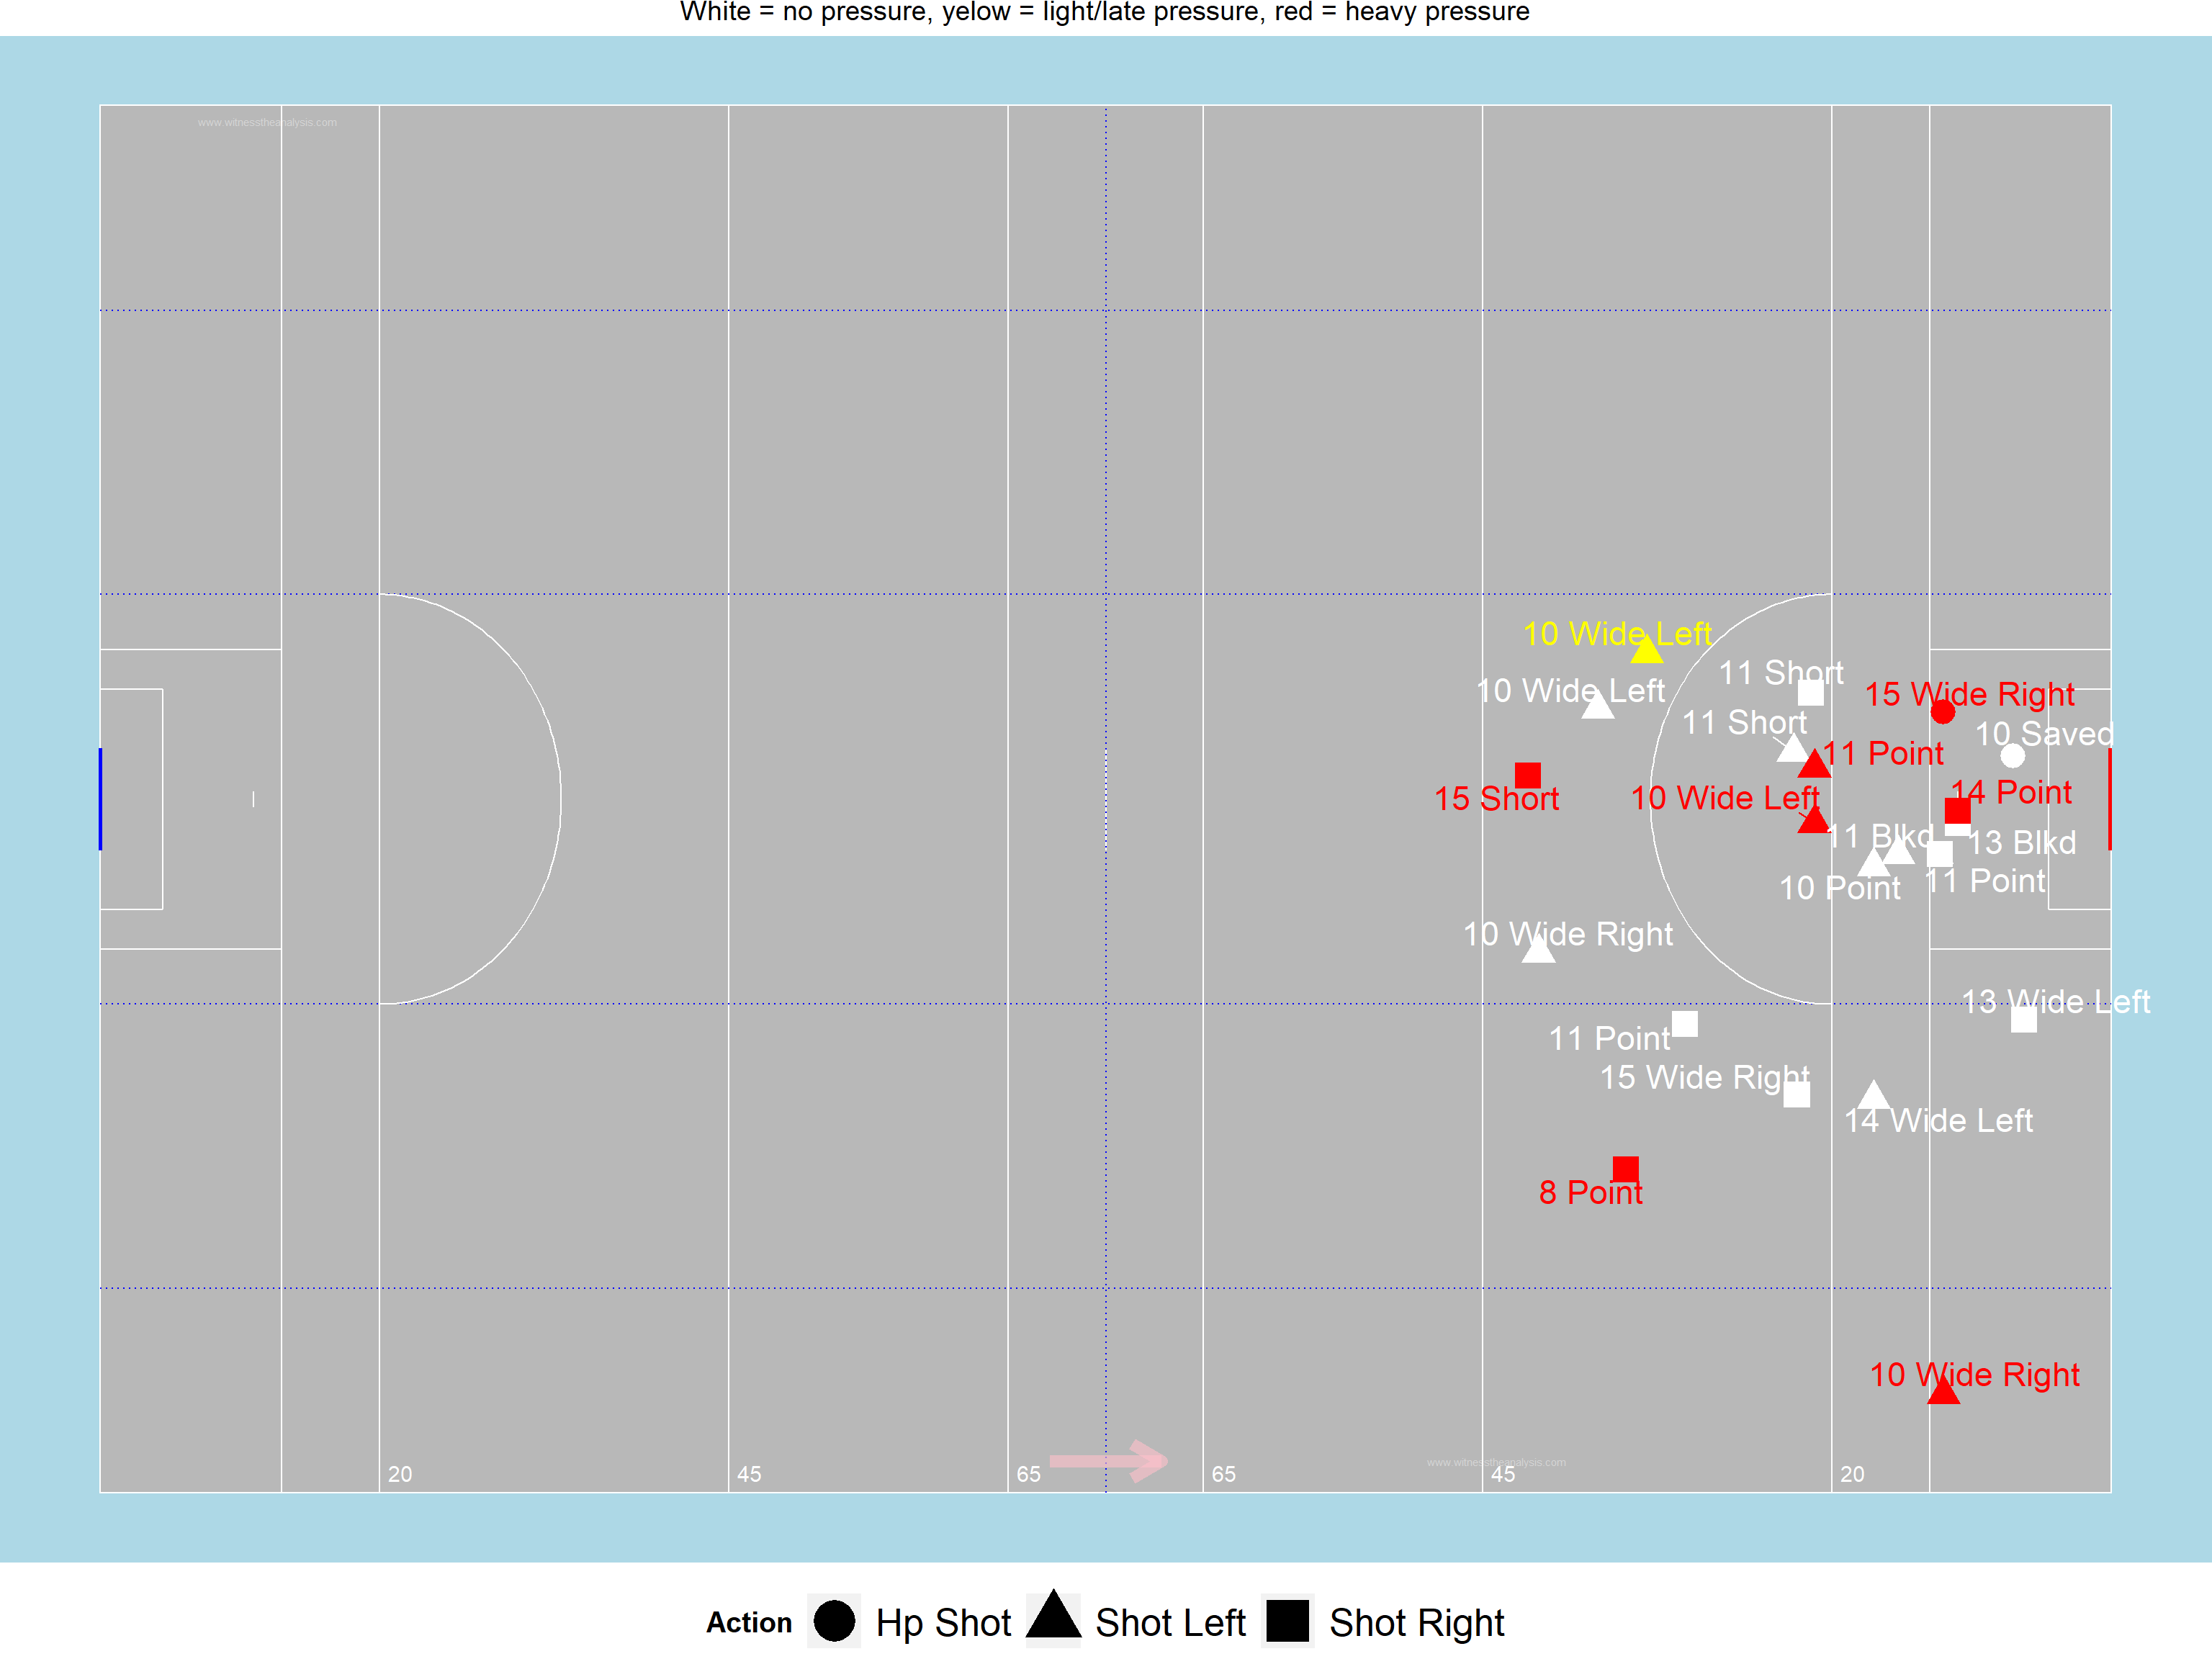 White = no pressure, yelow = light/late pressure, red = heavy pressure
www.witnesstheanalysis.com
10 Wide Left
11 Short
10 Wide Left
15 Wide Right
11 Short
10 Saved
11 Point
15 Short
10 Wide Left
14 Point
11 Blkd
13 Blkd
10 Point
11 Point
10 Wide Right
13 Wide Left
11 Point
15 Wide Right
14 Wide Left
8 Point
10 Wide Right
www.witnesstheanalysis.com
20 45 65 65 45 20
Action Hp Shot Shot Left Shot Right